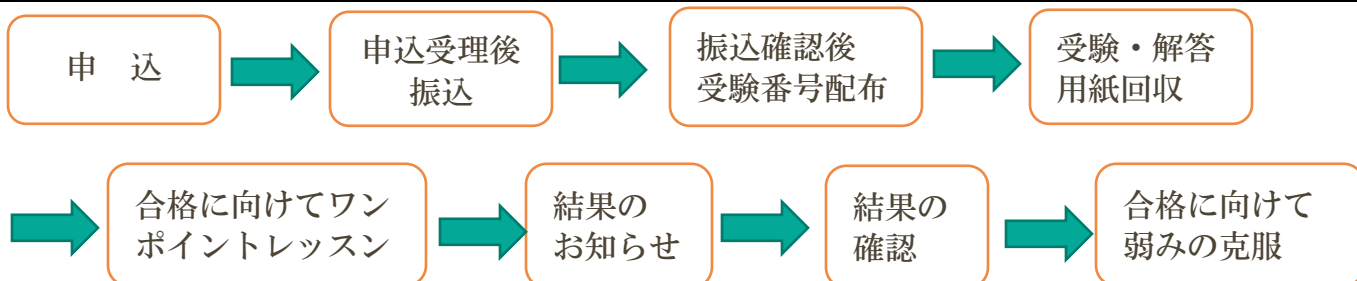 申　込
申込受理後
振込
振込確認後
受験番号配布
受験・解答
用紙回収
合格に向けてワン
ポイントレッスン
結果の
お知らせ
結果の
確認
合格に向けて
弱みの克服